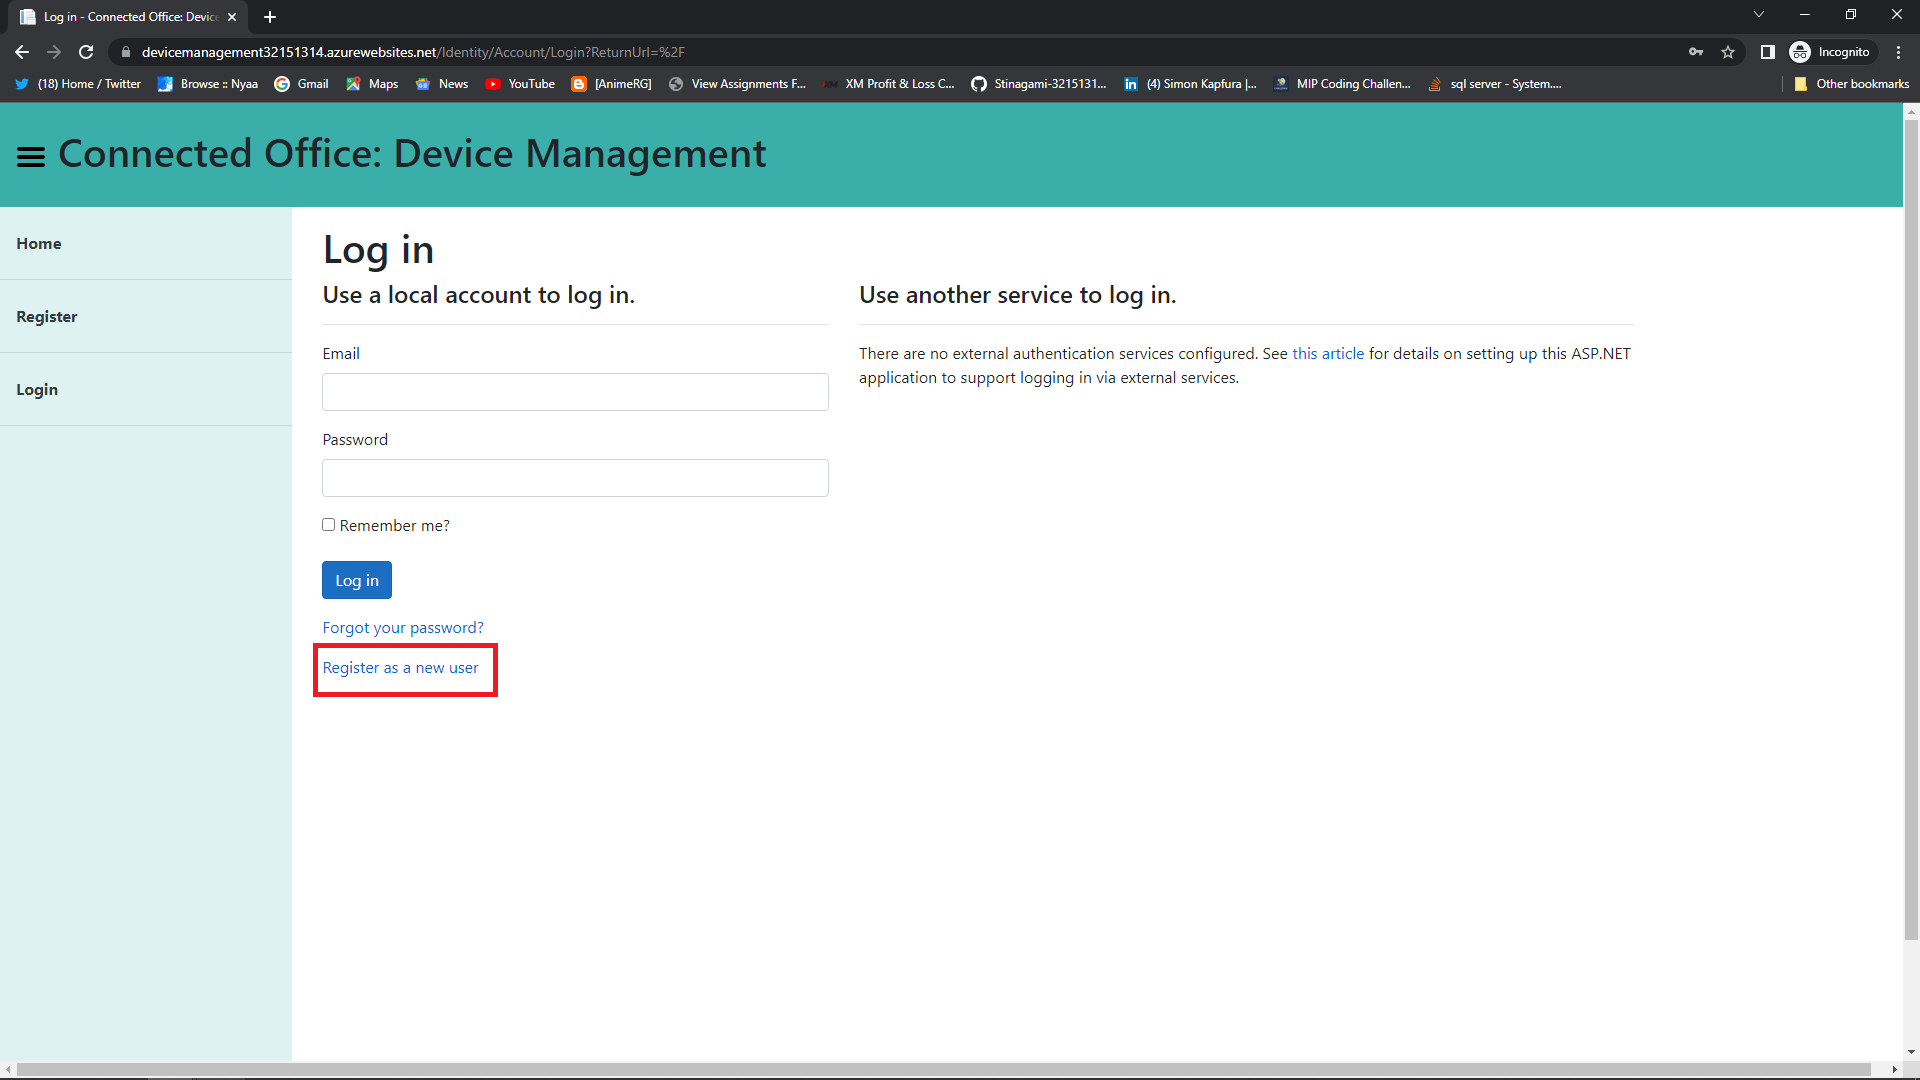 Log in - Connected Office: Device
devicemanagement32151314.azurewebsites.net/Identity/Account/Login?ReturnUrl=%2F
Incognito
(18) Home / Twitter
Browse :: Nyaa
Gmail
Maps
News
YouTube
[AnimeRG]
View Assignments F...
XM Profit & Loss C...
Stinagami-3215131...
(4) Simon Kapfura |...
MIP Coding Challen...
sql server - System....
Other bookmarks
Connected Office: Device Management
Home
Register
Login
Log in
Use a local account to log in.
Email
Password
Remember me?
Log in
Forgot your password?
Register as a new user
Use another service to log in.
There are no external authentication services configured. See this article for details on setting up this ASP.NET
application to support logging in via external services.